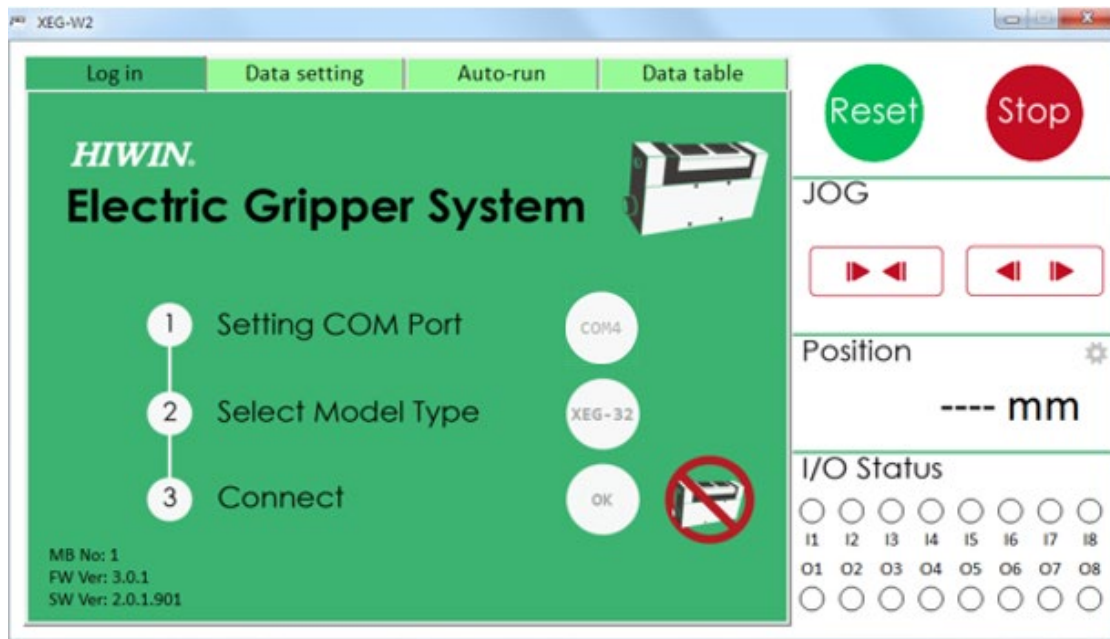 XEG-W2
Log in
Data setting
Auto-run
Data table
HIWIN.
Electric Gripper System
1 Setting COM Port COM4
2 Select Model Type XEG-32
3 Connect OK
MB No: 1
FW Ver: 3.0.1
SW Ver: 2.0.1.901
Reset
Stop
JOG
Position
---- mm
I/O Status
I1 I2 I3 I4 I5 I6 I7 I8
O1 O2 O3 O4 O5 O6 O7 O8